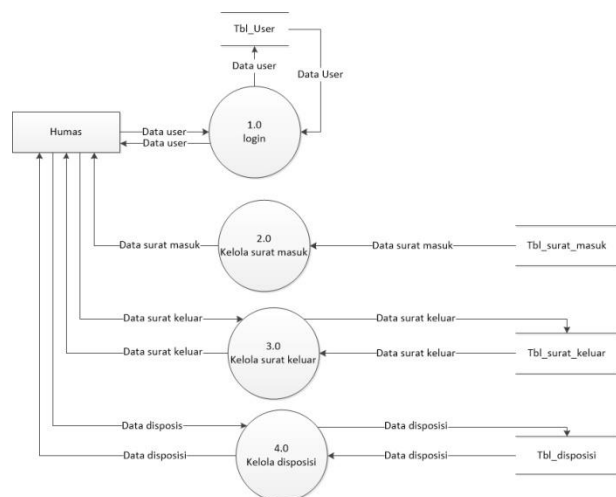 Tbl_User
Data user
Data User
1.0
login
Humas
Data user
Data user
2.0
Kelola surat masuk
Data surat masuk
Data surat masuk
Tbl_surat_masuk
Data surat keluar
Data surat keluar
3.0
Kelola surat keluar
Data surat keluar
Data surat keluar
Tbl_surat_keluar
Data disposis
Data disposisi
4.0
Kelola disposisi
Data disposisi
Data disposisi
Tbl_disposisi